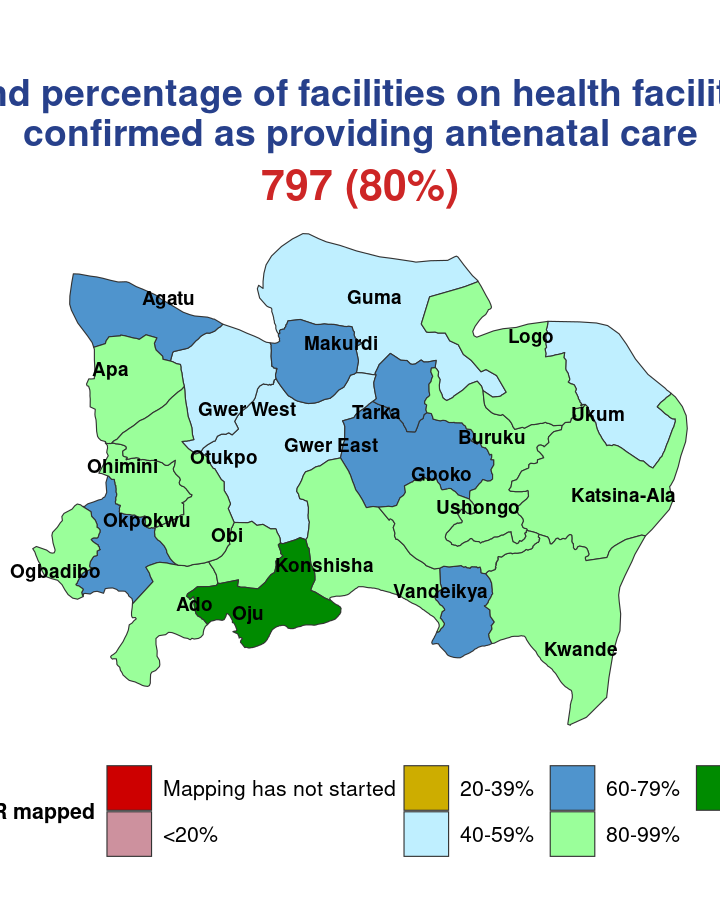 nd percentage of facilities on health facilit
confirmed as providing antenatal care
797 (80%)
Agatu
Guma
Logo
Makurdi
Apa
Gwer West
Tarka
Ukum
Buruku
Gwer East
Otukpo
Ohimini
Gboko
Katsina-Ala
Ushongo
Okpokwu
Obi
Konshisha
Ogbadibo
Vandeikya
Ado
Oju
Kwande
R mapped
Mapping has not started
20-39%
60-79%
<20%
40-59%
80-99%